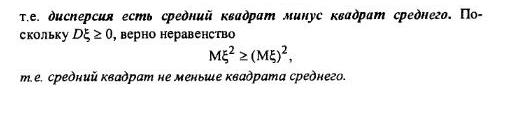 т.е. дисперсия есть средний квадрат минус квадрат среднего. По-
скольку Dξ ≥ 0, верно неравенство
Mξ² ≥ (Mξ)²,
т.е. средний квадрат не меньше квадрата среднего.